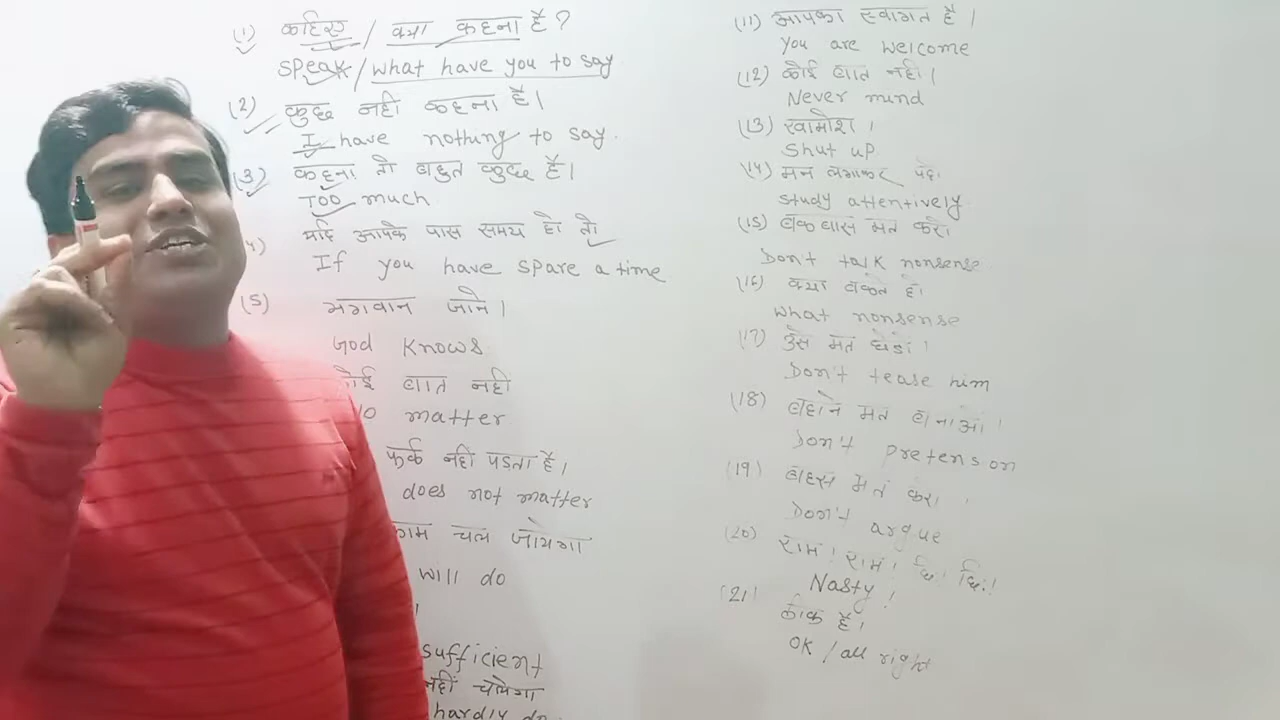 (1) कहिए / क्या कहना है?
speak / what have you to say
(2) कुछ नहीं कहना है।
I have nothing to say.
(3) कहना तो बहुत कुछ है।
Too much.
4) यदि आपके पास समय हो तो
If you have spare a time
(5) भगवान जाने।
God knows
कोई बात नही
matter
फर्क नहीं पडता है।
does not matter
काम चल जायेगा
will do
sufficient
नहीं चलेगा
hardly do
(11) आपका स्वागत है।
You are welcome
(12) कोई बात नही।
Never mind
(13) खामोश।
Shut up
(14) मन लगाकर पढे।
study attentively
(15) बकवास मत करो
Don't talk nonsense
(16) क्या बकते हो
what nonsense
(17) उसे मत छेडो।
Don't tease him
(18) बहाने मत बनाओ।
Don't pretenson
(19) बहस मत करो।
Don't argue
(20) राम! राम! छि! छि!
Nasty!
(21) ठीक है।
OK / all right